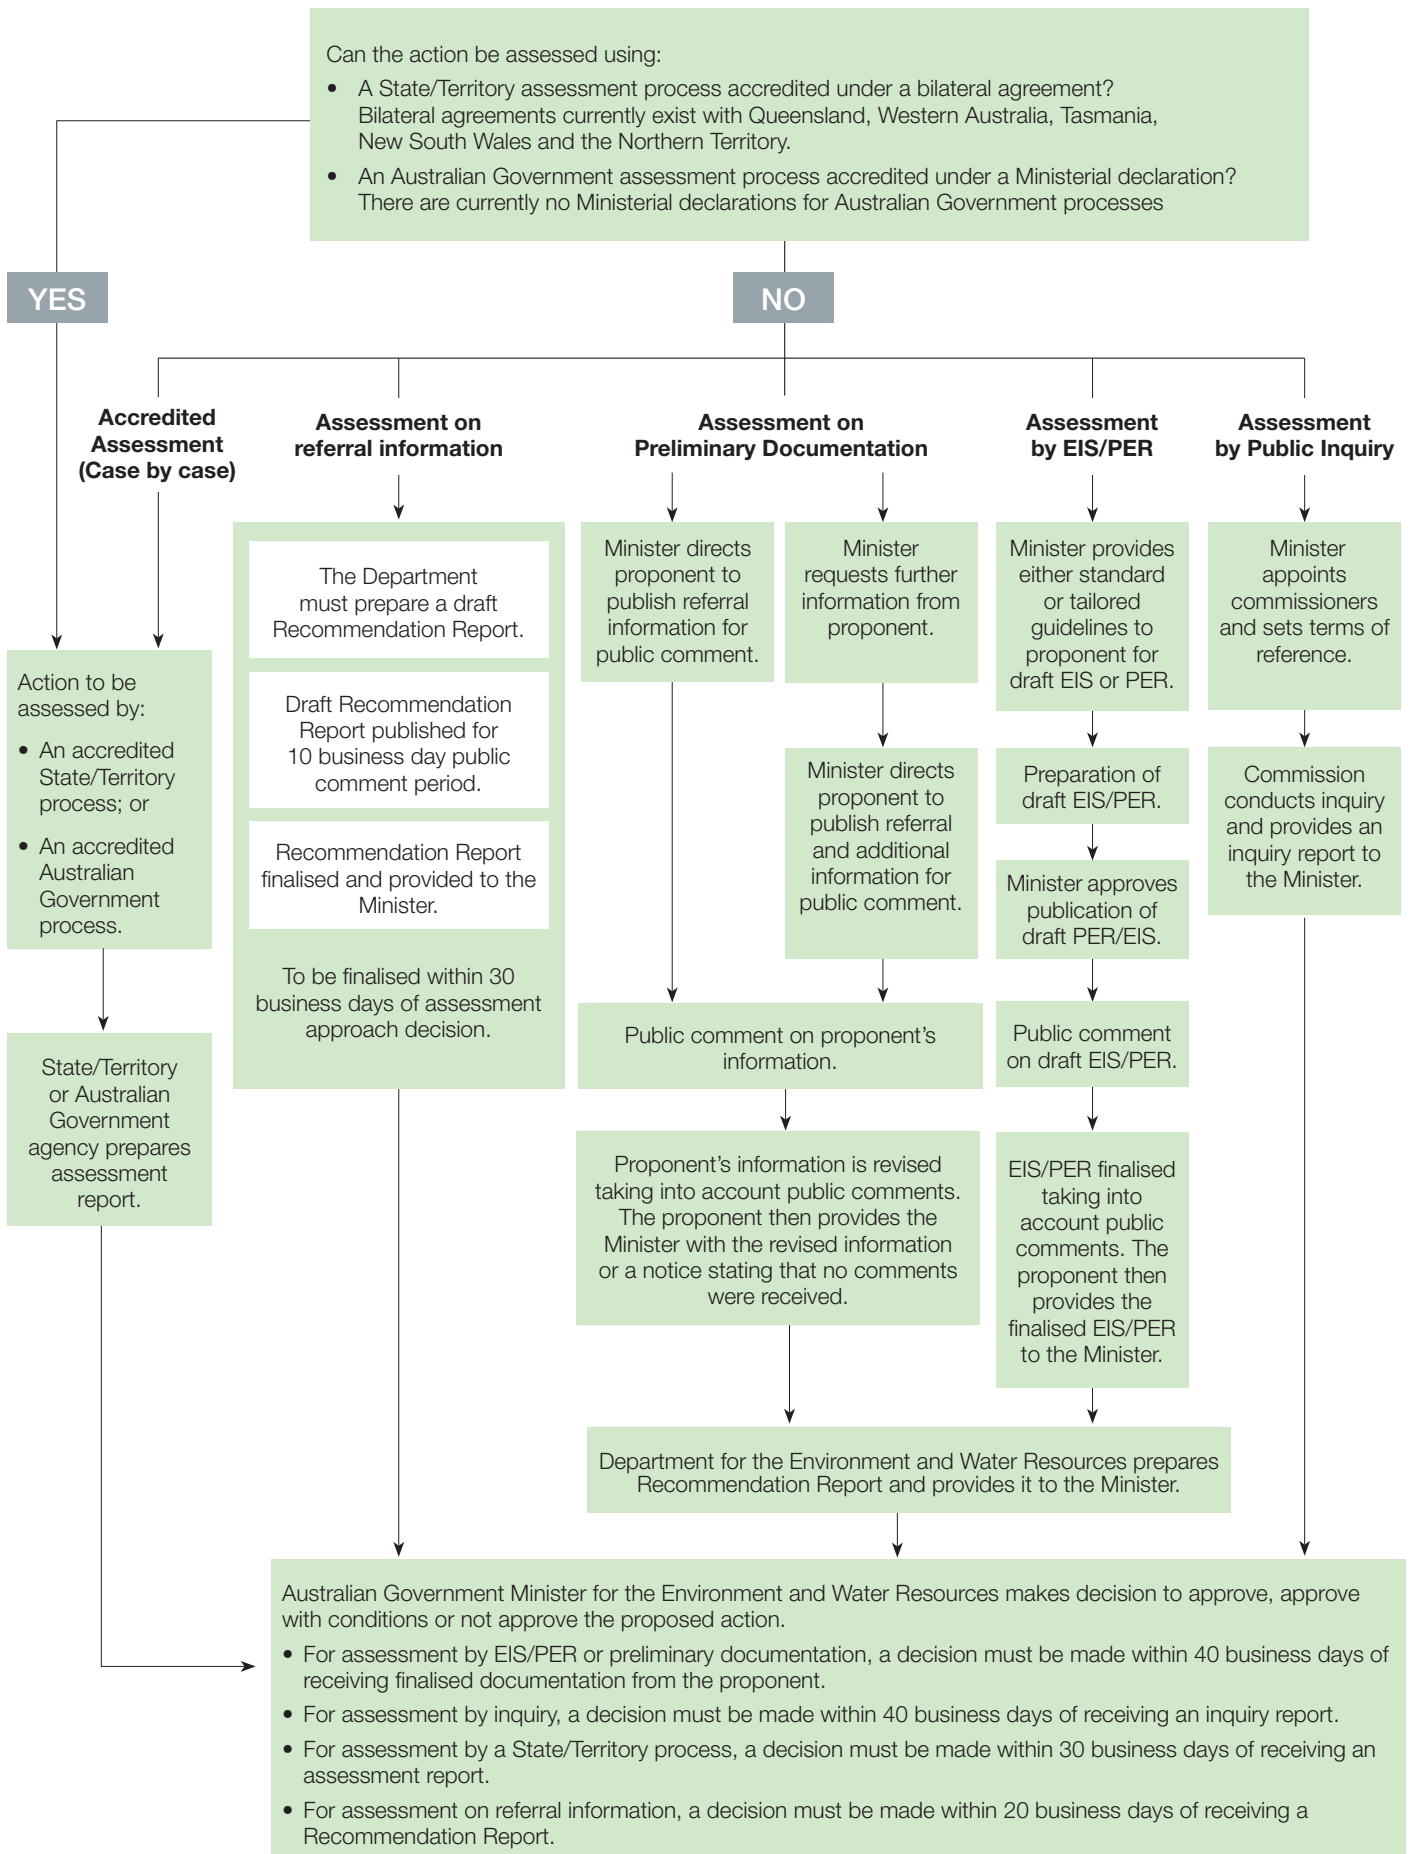 Can the action be assessed using:
• A State/Territory assessment process accredited under a bilateral agreement?
Bilateral agreements currently exist with Queensland, Western Australia, Tasmania,
New South Wales and the Northern Territory.
• An Australian Government assessment process accredited under a Ministerial declaration?
There are currently no Ministerial declarations for Australian Government processes
YES
NO
Accredited
Assessment
(Case by case)
Assessment on
referral information
Assessment on
Preliminary Documentation
Assessment
by EIS/PER
Assessment
by Public Inquiry
Action to be
assessed by:
• An accredited
State/Territory
process; or
• An accredited
Australian
Government
process.
State/Territory
or Australian
Government
agency prepares
assessment
report.
The Department
must prepare a draft
Recommendation Report.
Draft Recommendation
Report published for
10 business day public
comment period.
Recommendation Report
finalised and provided to the
Minister.
To be finalised within 30
business days of assessment
approach decision.
Minister directs
proponent to
publish referral
information for
public comment.
Minister
requests further
information from
proponent.
Minister directs
proponent to
publish referral
and additional
information for
public comment.
Public comment on proponent's
information.
Proponent's information is revised
taking into account public comments.
The proponent then provides the
Minister with the revised information
or a notice stating that no comments
were received.
Minister provides
either standard
or tailored
guidelines to
proponent for
draft EIS or PER.
Preparation of
draft EIS/PER.
Minister approves
publication of
draft PER/EIS.
Public comment
on draft EIS/PER.
EIS/PER finalised
taking into
account public
comments. The
proponent then
provides the
finalised EIS/PER
to the Minister.
Minister
appoints
commissioners
and sets terms of
reference.
Commission
conducts inquiry
and provides an
inquiry report to
the Minister.
Department for the Environment and Water Resources prepares
Recommendation Report and provides it to the Minister.
Australian Government Minister for the Environment and Water Resources makes decision to approve, approve
with conditions or not approve the proposed action.
• For assessment by EIS/PER or preliminary documentation, a decision must be made within 40 business days of
receiving finalised documentation from the proponent.
• For assessment by inquiry, a decision must be made within 40 business days of receiving an inquiry report.
• For assessment by a State/Territory process, a decision must be made within 30 business days of receiving an
assessment report.
• For assessment on referral information, a decision must be made within 20 business days of receiving a
Recommendation Report.